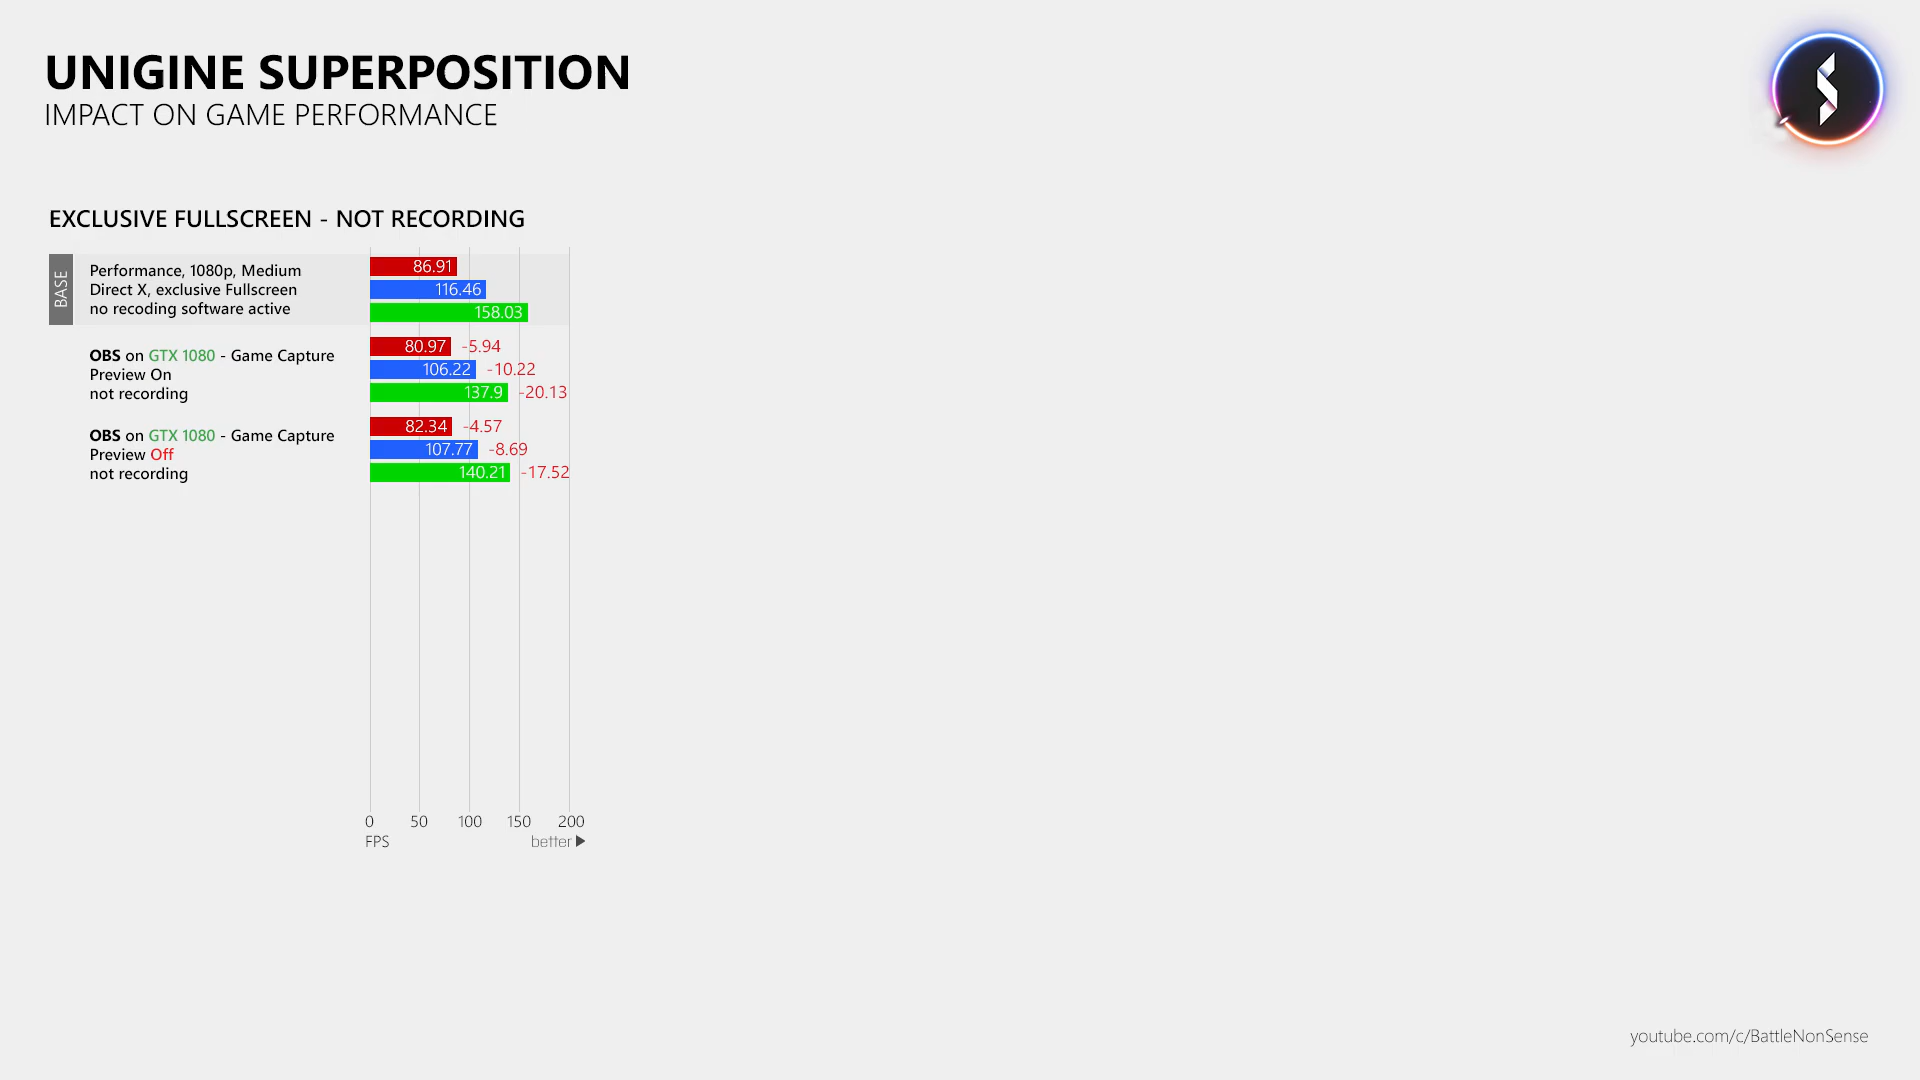 UNIGINE SUPERPOSITION
IMPACT ON GAME PERFORMANCE
EXCLUSIVE FULLSCREEN - NOT RECORDING
BASE
Performance, 1080p, Medium
Direct X, exclusive Fullscreen
no recoding software active
86.91
116.46
158.03
OBS on GTX 1080 - Game Capture
Preview On
not recording
80.97 -5.94
106.22 -10.22
137.9 -20.13
OBS on GTX 1080 - Game Capture
Preview Off
not recording
82.34 -4.57
107.77 -8.69
140.21 -17.52
0 50 100 150 200
FPS better ▶
youtube.com/c/BattleNonSense